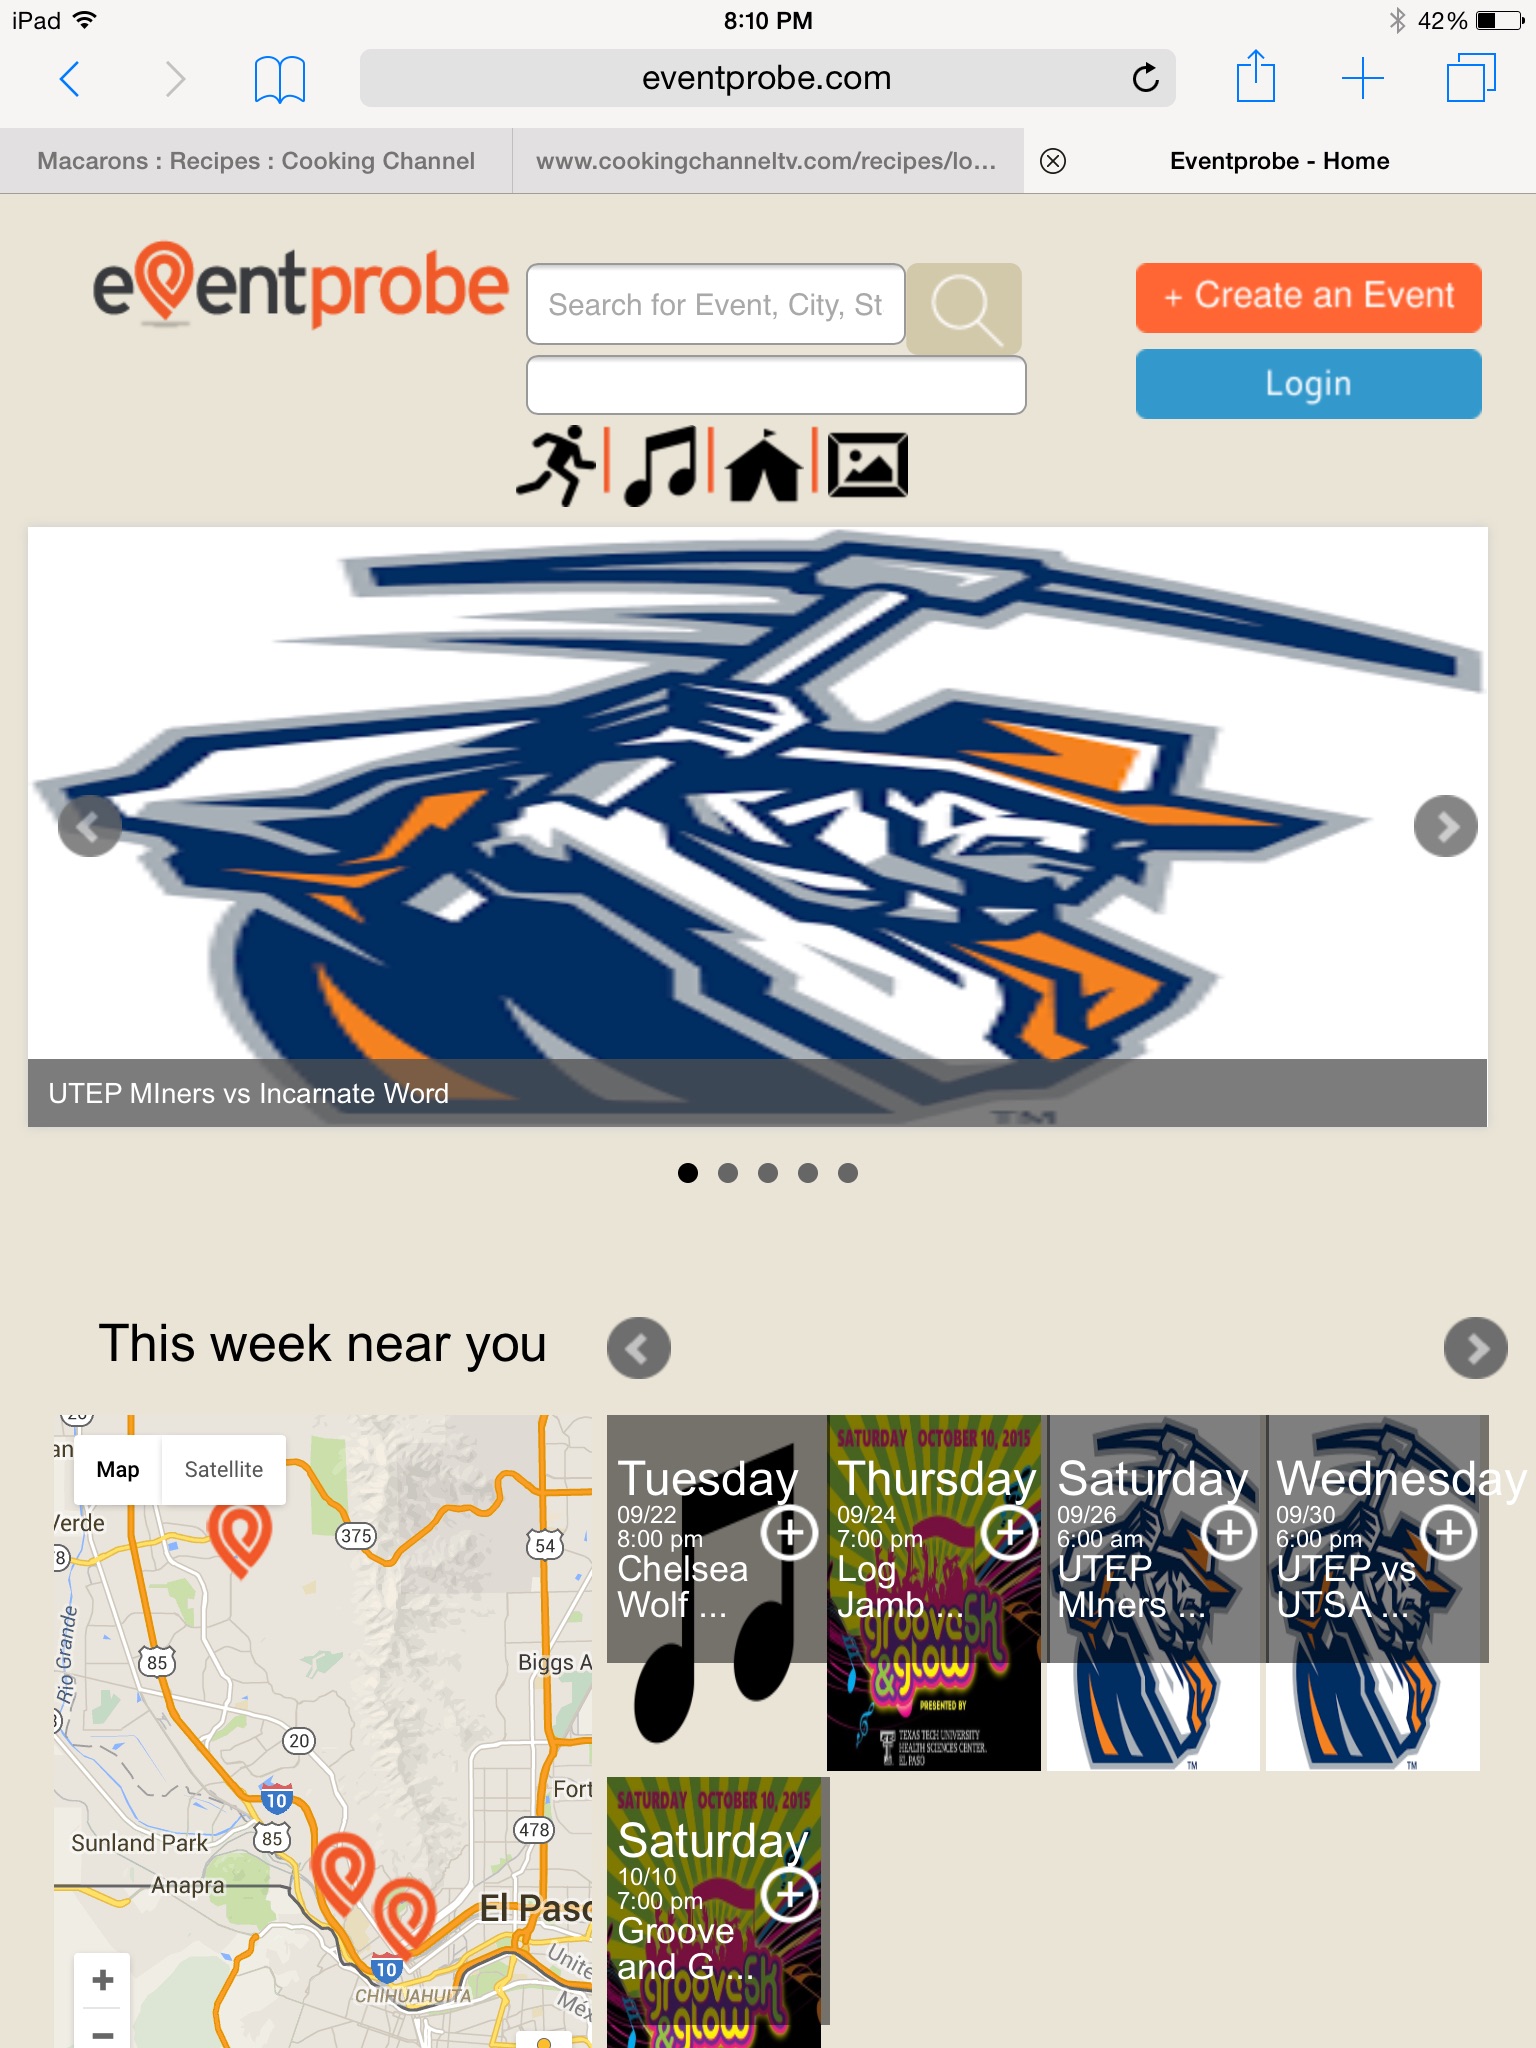 iPad
8:10 PM
42%
eventprobe.com
Macarons : Recipes : Cooking Channel
www.cookingchanneltv.com/recipes/lo...
Eventprobe - Home
eventprobe
Search for Event, City, St
+ Create an Event
Login
UTEP MIners vs Incarnate Word
TM
This week near you
Map
Satellite
Verde
375
54
85
Rio Grande
Biggs A
20
10
Fort
85
478
Sunland Park
Anapra
El Paso
10
CHIHUAHUITA
Unite
Méx
+
−
Tuesday
09/22
8:00 pm
Chelsea
Wolf ...
SATURDAY OCTOBER 10, 2015
Thursday
09/24
7:00 pm
Log
Jamb ...
groove5k
&glow
PRESENTED BY
TEXAS TECH UNIVERSITY
HEALTH SCIENCES CENTER.
EL PASO
Saturday
09/26
6:00 am
UTEP
MIners ...
TM
Wednesday
09/30
6:00 pm
UTEP vs
UTSA ...
TM
SATURDAY OCTOBER 10, 2015
Saturday
10/10
7:00 pm
Groove
and G ...
groove5k
&glow